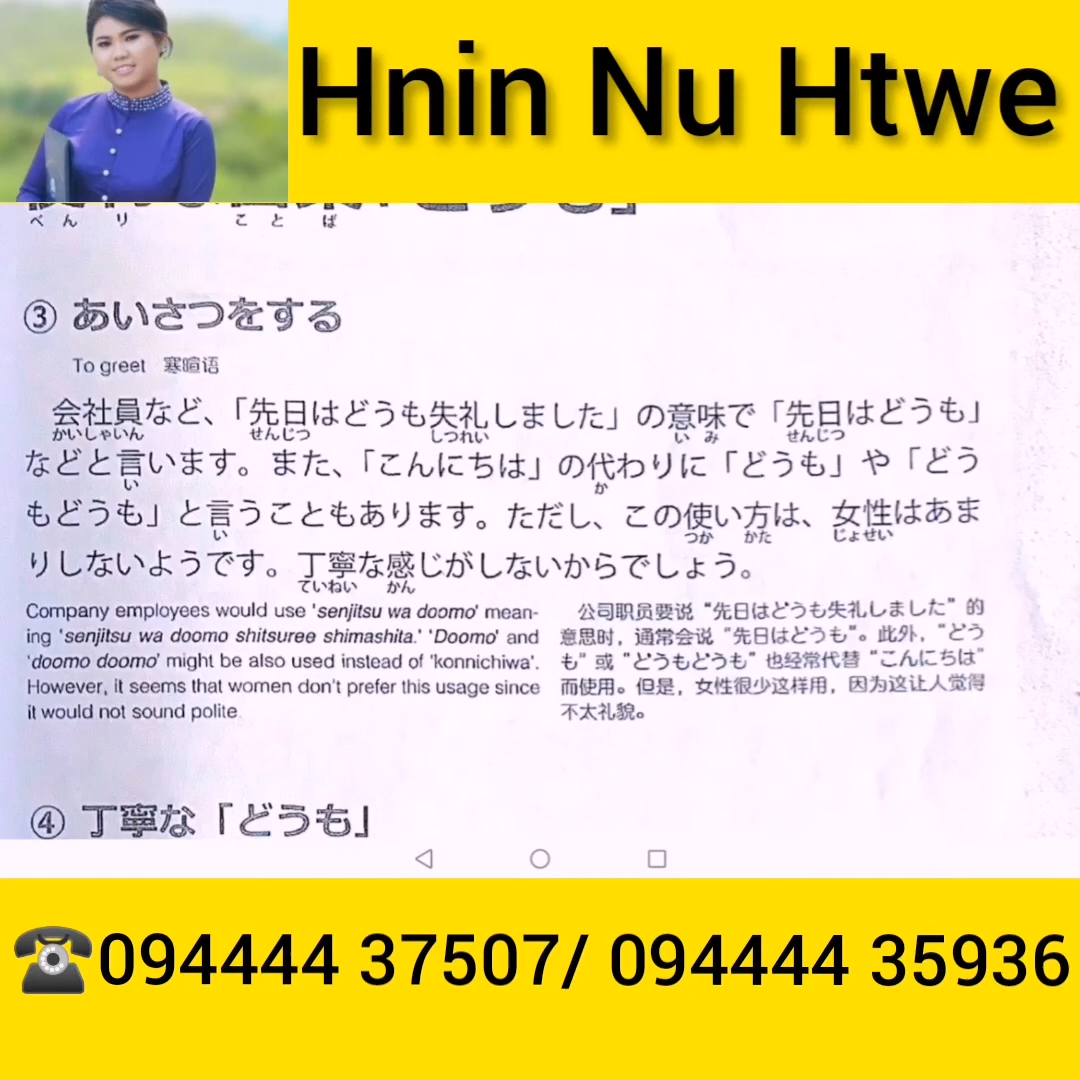 Hnin Nu Htwe
べんり ことば
③ あいさつをする
To greet 寒暄语
会社員など、「先日はどうも失礼しました」の意味で「先日はどうも」
かいしゃいん せんじつ しつれい いみ せんじつ
などと言います。また、「こんにちは」の代わりに「どうも」や「どう
い か
もどうも」と言うこともあります。ただし、この使い方は、女性はあま
い つか かた じょせい
りしないようです。丁寧な感じがしないからでしょう。
ていねい かん
Company employees would use 'senjitsu wa doomo' mean-
ing 'senjitsu wa doomo shitsuree shimashita.' 'Doomo' and
'doomo doomo' might be also used instead of 'konnichiwa'.
However, it seems that women don't prefer this usage since
it would not sound polite.
公司职员要说“先日はどうも失礼しました”的
意思时，通常会说“先日はどうも”。此外，“どう
も”或“どうもどうも”也经常代替“こんにちは”
而使用。但是，女性很少这样用，因为这让人觉得
不太礼貌。
④ 丁寧な「どうも」
☎094444 37507/ 094444 35936